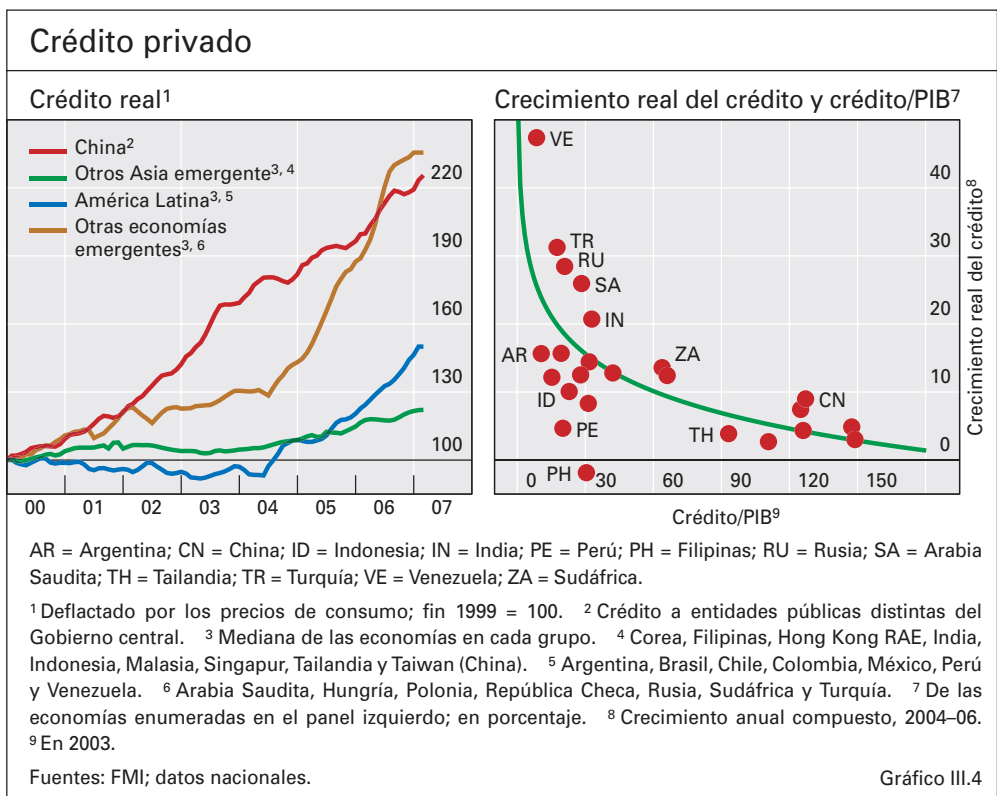 Crédito privado
Crédito real¹
China²
Otros Asia emergente³, ⁴
América Latina³, ⁵
Otras economías
emergentes³, ⁶
220
190
160
130
100
00 01 02 03 04 05 06 07
Crecimiento real del crédito y crédito/PIB⁷
VE
TR
RU
SA
IN
AR
ZA
ID
CN
PE
TH
PH
40
30
20
10
0
0 30 60 90 120 150
Crecimiento real del crédito⁸
Crédito/PIB⁹
AR = Argentina; CN = China; ID = Indonesia; IN = India; PE = Perú; PH = Filipinas; RU = Rusia; SA = Arabia
Saudita; TH = Tailandia; TR = Turquía; VE = Venezuela; ZA = Sudáfrica.
¹ Deflactado por los precios de consumo; fin 1999 = 100. ² Crédito a entidades públicas distintas del
Gobierno central. ³ Mediana de las economías en cada grupo. ⁴ Corea, Filipinas, Hong Kong RAE, India,
Indonesia, Malasia, Singapur, Tailandia y Taiwan (China). ⁵ Argentina, Brasil, Chile, Colombia, México, Perú
y Venezuela. ⁶ Arabia Saudita, Hungría, Polonia, República Checa, Rusia, Sudáfrica y Turquía. ⁷ De las
economías enumeradas en el panel izquierdo; en porcentaje. ⁸ Crecimiento anual compuesto, 2004–06.
⁹ En 2003.
Fuentes: FMI; datos nacionales.
Gráfico III.4